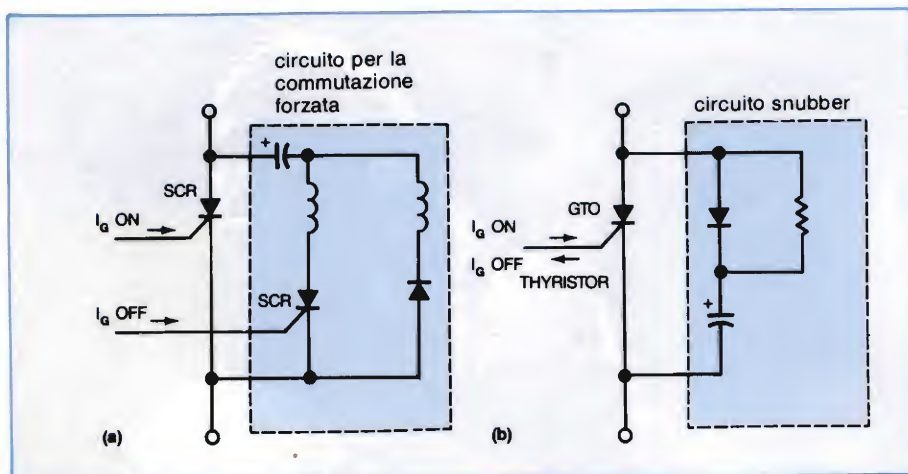 circuito per la
commutazione
forzata
+
SCR
I_G ON →
SCR
I_G OFF →
(a)
circuito snubber
GTO
I_G ON →
I_G OFF ←
THYRISTOR
+
(b)